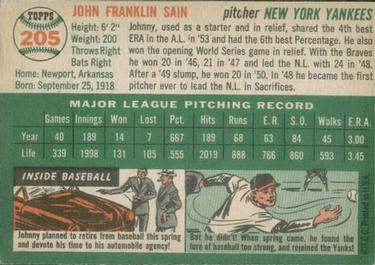 TOPPS
205
JOHN FRANKLIN SAIN pitcher NEW YORK YANKEES
Height: 6' 2"
Weight: 200
Throws Right
Bats Right
Home: Newport, Arkansas
Born: September 25, 1918
Johnny, used as a starter and in relief, shared the 4th best
ERA in the A.L. in '53 and had the 6th best Percentage. He
also won the opening World Series game in relief. With the Braves
he won 20 in '46, 21 in '47, and led the N.L. with 24 in '48.
After a '49 slump, he won 20 in '50. In '48 he became the first
pitcher ever to lead the N.L. in Sacrifices.
MAJOR LEAGUE PITCHING RECORD
Games Innings Won Lost Pct. Hits Runs E.R. S.O. Walks E.R.A.
Year 40 189 14 7 667 189 68 63 84 45 3.00
Life 339 1998 131 105 .555 2019 888 766 860 593 3.45
INSIDE BASEBALL
Johnny planned to retire from baseball this spring
and devote his time to his automobile agency!
But he didn't! When spring came, he found the
lure of baseball too strong, and rejoined the Yanks!
T.C.G. Printed in U.S.A.